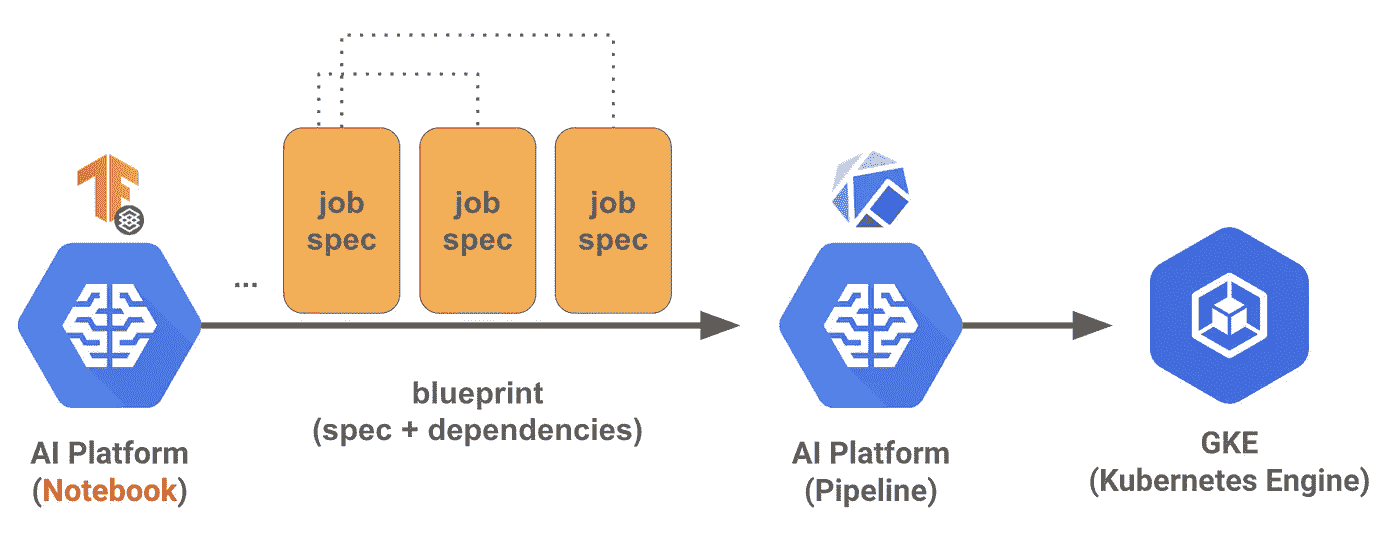 job
spec
job
spec
job
spec
...
blueprint
(spec + dependencies)
AI Platform
(Notebook)
AI Platform
(Pipeline)
GKE
(Kubernetes Engine)